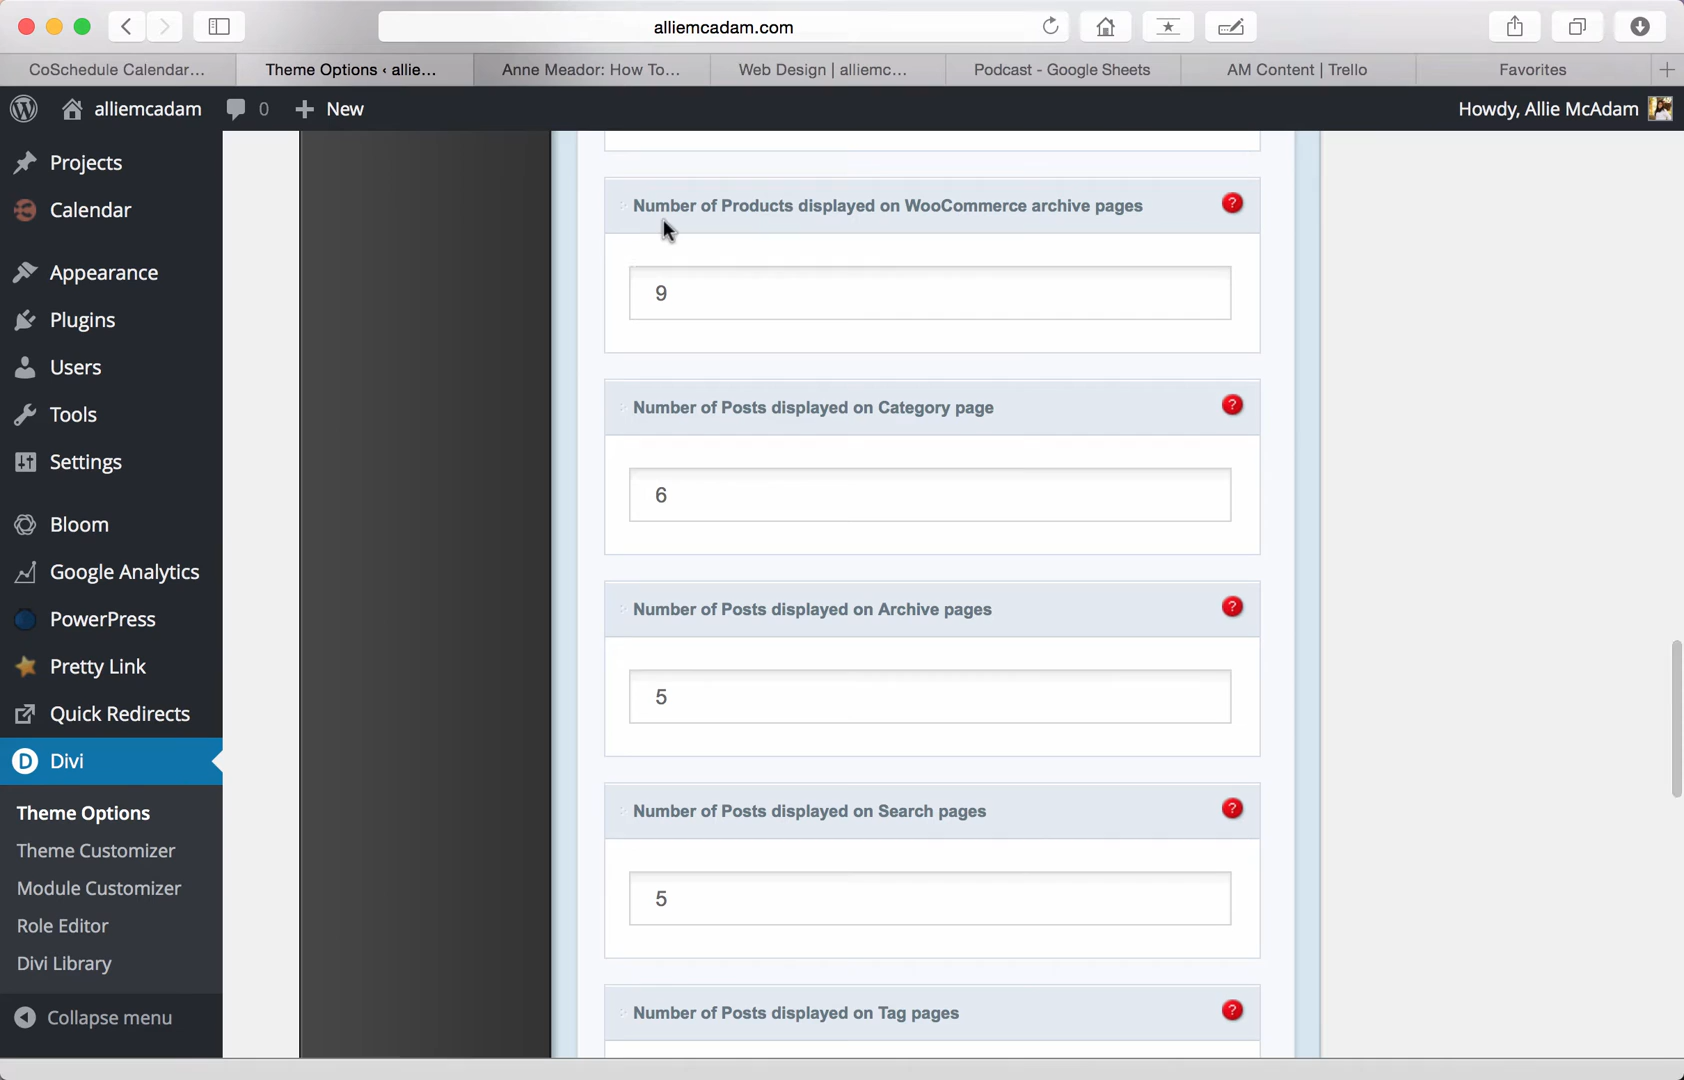 alliemcadam.com
CoSchedule Calendar...
Theme Options ‹ allie...
Anne Meador: How To...
Web Design | alliemc...
Podcast - Google Sheets
AM Content | Trello
Favorites
alliemcadam
0
New
Howdy, Allie McAdam
Projects
Calendar
Appearance
Plugins
Users
Tools
Settings
Bloom
Google Analytics
PowerPress
Pretty Link
Quick Redirects
Divi
Theme Options
Theme Customizer
Module Customizer
Role Editor
Divi Library
Collapse menu
Number of Products displayed on WooCommerce archive pages
?
9
Number of Posts displayed on Category page
?
6
Number of Posts displayed on Archive pages
?
5
Number of Posts displayed on Search pages
?
5
Number of Posts displayed on Tag pages
?